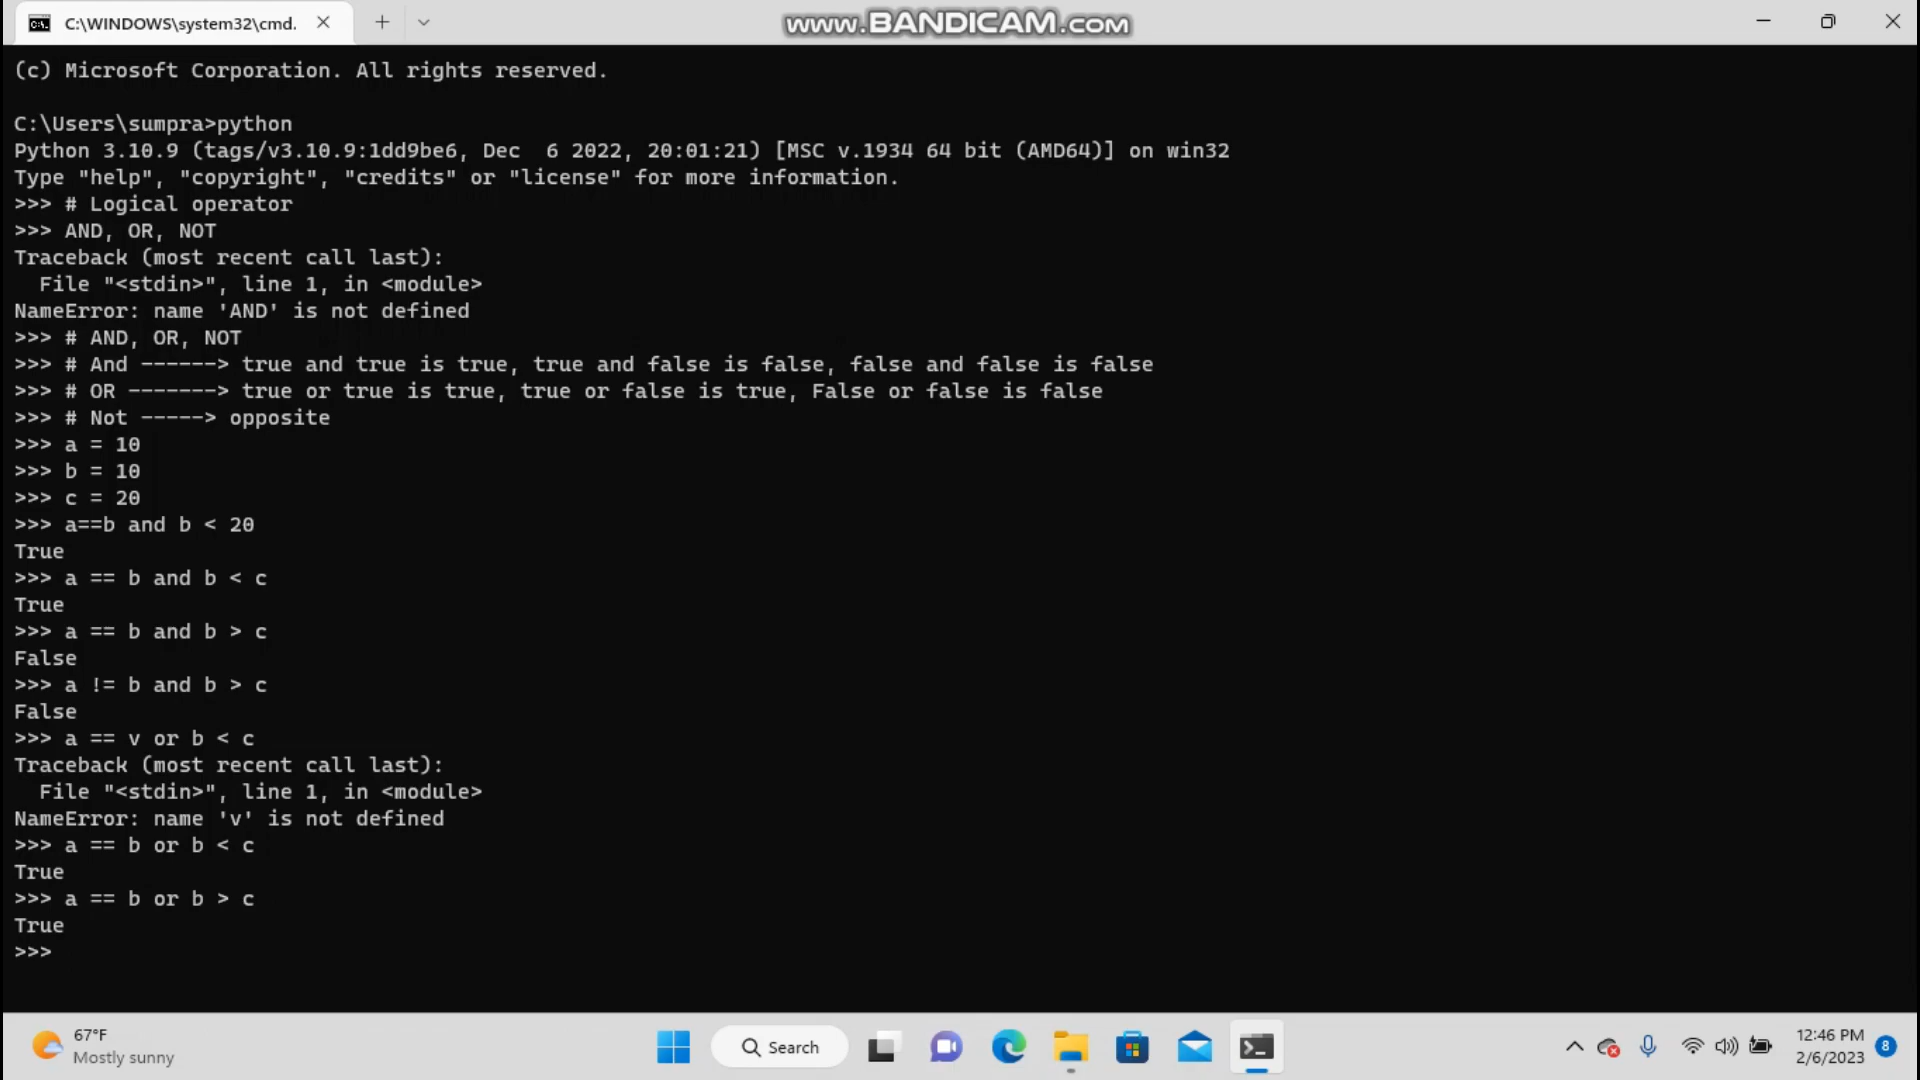 C:\WINDOWS\system32\cmd.
www.BANDICAM.com
(c) Microsoft Corporation. All rights reserved.
C:\Users\sumpra>python
Python 3.10.9 (tags/v3.10.9:1dd9be6, Dec  6 2022, 20:01:21) [MSC v.1934 64 bit (AMD64)] on win32
Type "help", "copyright", "credits" or "license" for more information.
>>> # Logical operator
>>> AND, OR, NOT
Traceback (most recent call last):
  File "<stdin>", line 1, in <module>
NameError: name 'AND' is not defined
>>> # AND, OR, NOT
>>> # And ------> true and true is true, true and false is false, false and false is false
>>> # OR -------> true or true is true, true or false is true, False or false is false
>>> # Not -----> opposite
>>> a = 10
>>> b = 10
>>> c = 20
>>> a==b and b < 20
True
>>> a == b and b < c
True
>>> a == b and b > c
False
>>> a != b and b > c
False
>>> a == v or b < c
Traceback (most recent call last):
  File "<stdin>", line 1, in <module>
NameError: name 'v' is not defined
>>> a == b or b < c
True
>>> a == b or b > c
True
>>>
67°F
Mostly sunny
Search
12:46 PM
2/6/2023
8